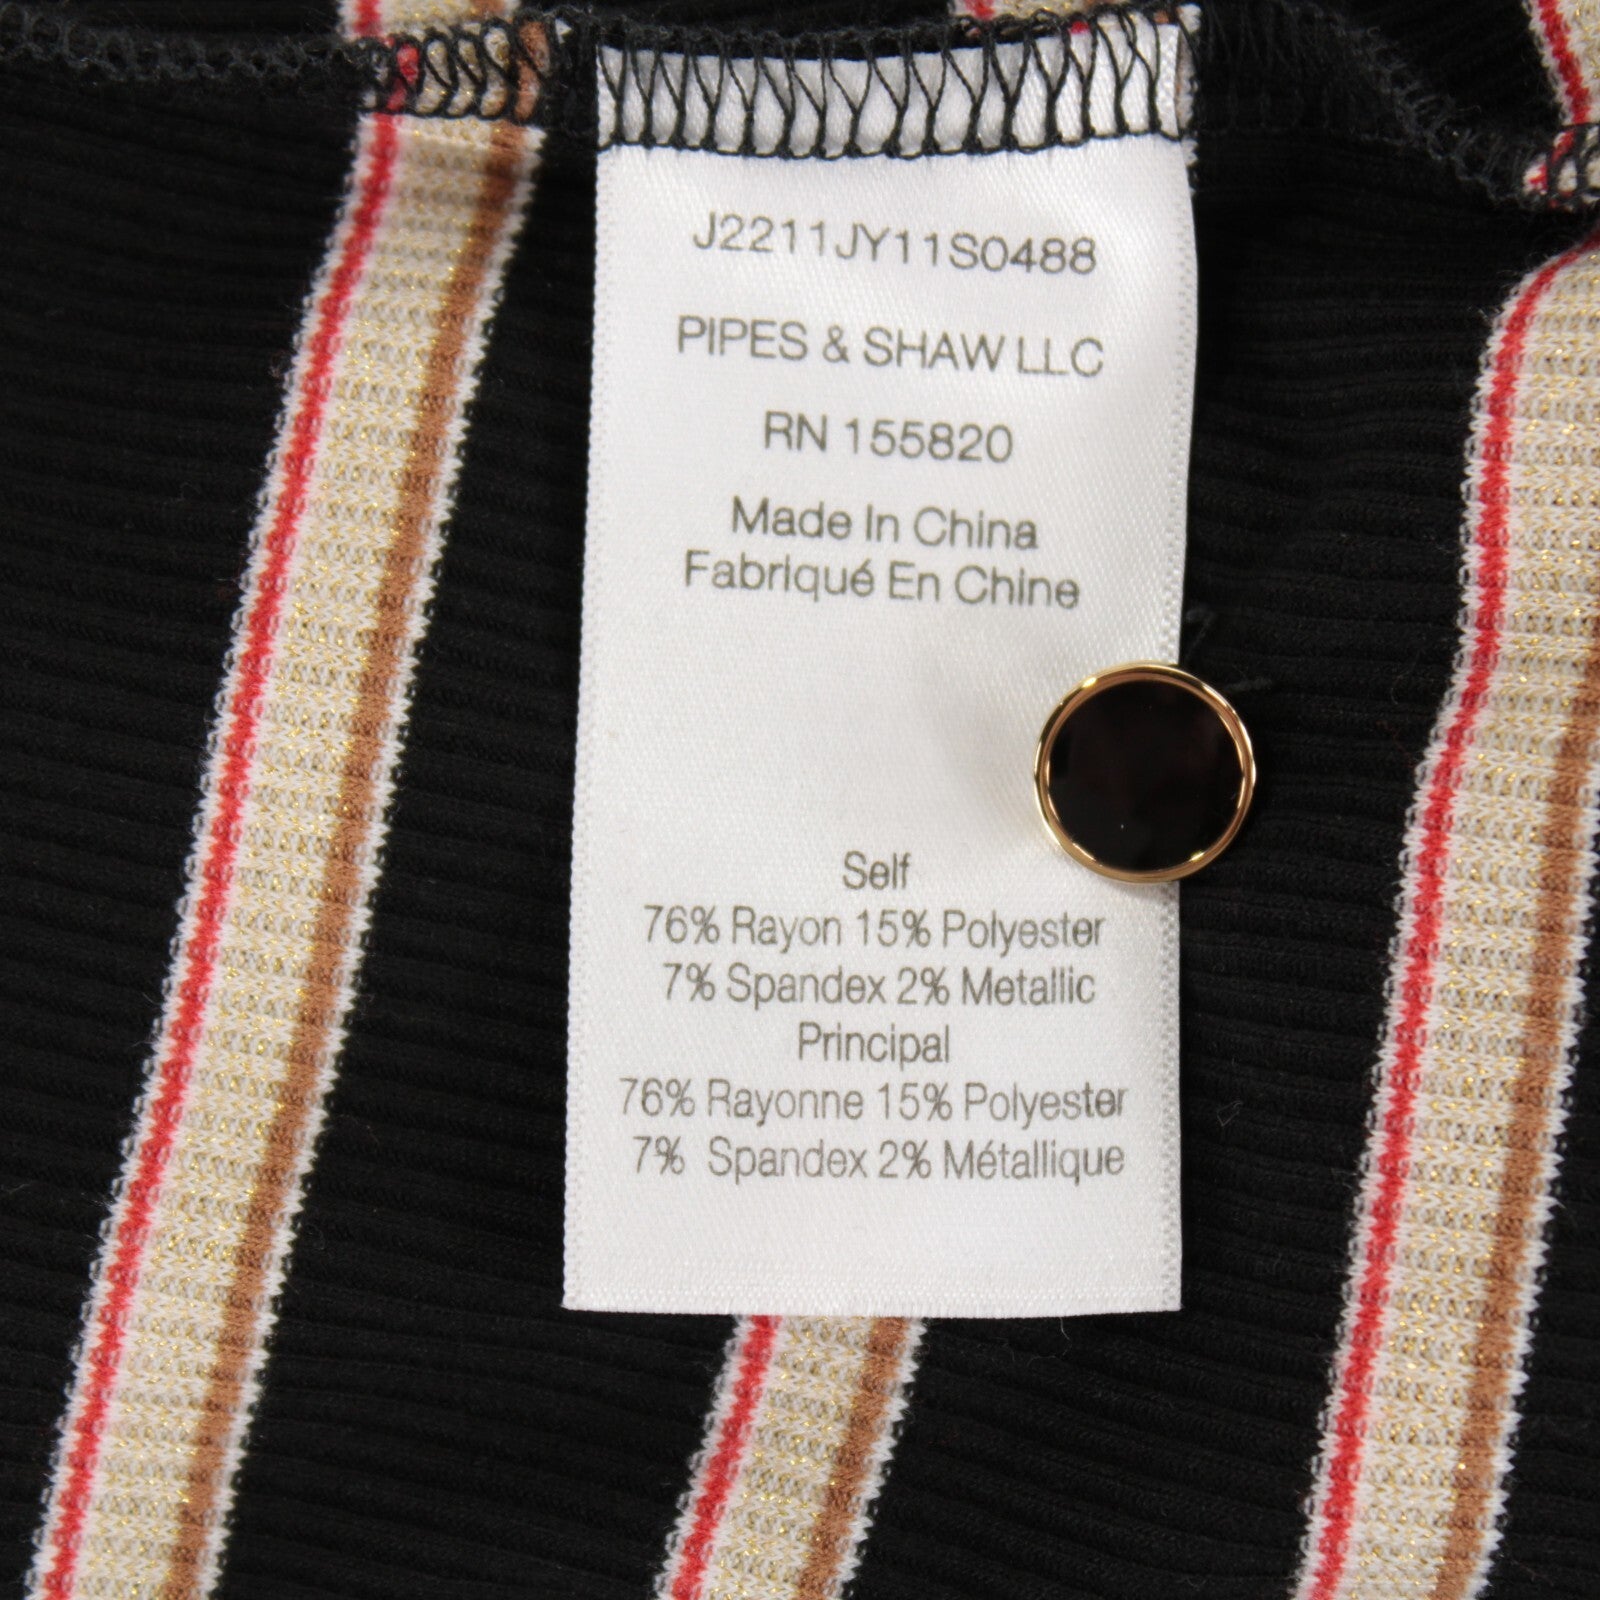 J2211JY11S0488
PIPES & SHAW LLC
RN 155820
Made In China
Fabriqué En Chine
Self
76% Rayon 15% Polyester
7% Spandex 2% Metallic
Principal
76% Rayonne 15% Polyester
7% Spandex 2% Métallique